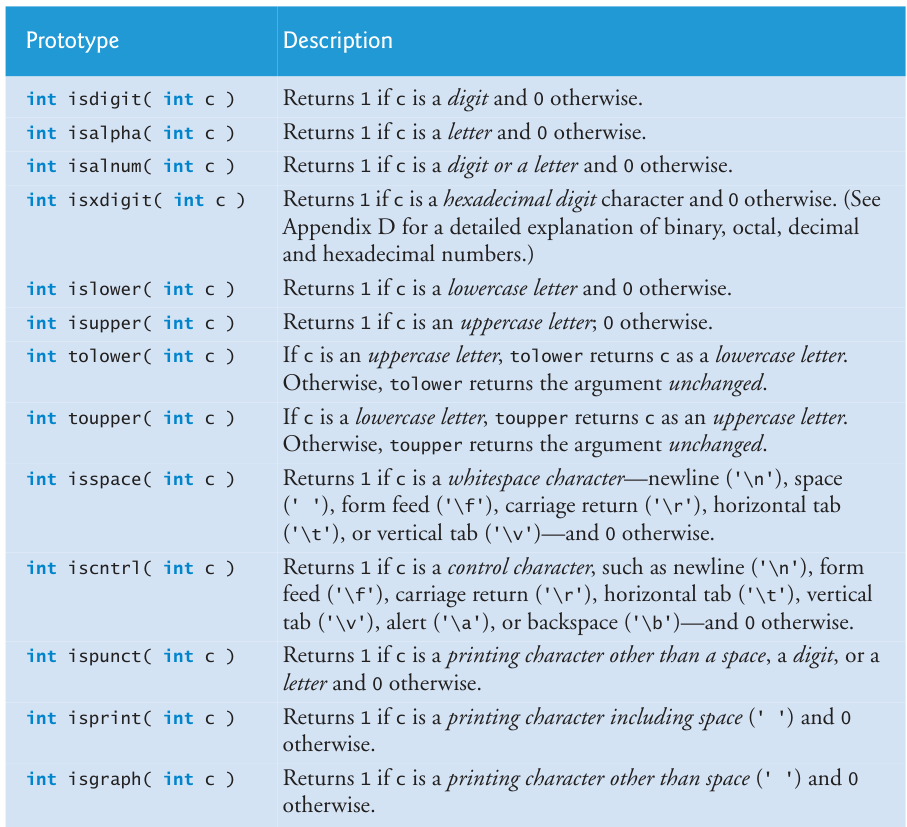 Prototype Description
int isdigit( int c ) Returns 1 if c is a digit and 0 otherwise.
int isalpha( int c ) Returns 1 if c is a letter and 0 otherwise.
int isalnum( int c ) Returns 1 if c is a digit or a letter and 0 otherwise.
int isxdigit( int c ) Returns 1 if c is a hexadecimal digit character and 0 otherwise. (See
Appendix D for a detailed explanation of binary, octal, decimal
and hexadecimal numbers.)
int islower( int c ) Returns 1 if c is a lowercase letter and 0 otherwise.
int isupper( int c ) Returns 1 if c is an uppercase letter; 0 otherwise.
int tolower( int c ) If c is an uppercase letter, tolower returns c as a lowercase letter.
Otherwise, tolower returns the argument unchanged.
int toupper( int c ) If c is a lowercase letter, toupper returns c as an uppercase letter.
Otherwise, toupper returns the argument unchanged.
int isspace( int c ) Returns 1 if c is a whitespace character—newline ('\n'), space
(' '), form feed ('\f'), carriage return ('\r'), horizontal tab
('\t'), or vertical tab ('\v')—and 0 otherwise.
int iscntrl( int c ) Returns 1 if c is a control character, such as newline ('\n'), form
feed ('\f'), carriage return ('\r'), horizontal tab ('\t'), vertical
tab ('\v'), alert ('\a'), or backspace ('\b')—and 0 otherwise.
int ispunct( int c ) Returns 1 if c is a printing character other than a space, a digit, or a
letter and 0 otherwise.
int isprint( int c ) Returns 1 if c is a printing character including space (' ') and 0
otherwise.
int isgraph( int c ) Returns 1 if c is a printing character other than space (' ') and 0
otherwise.